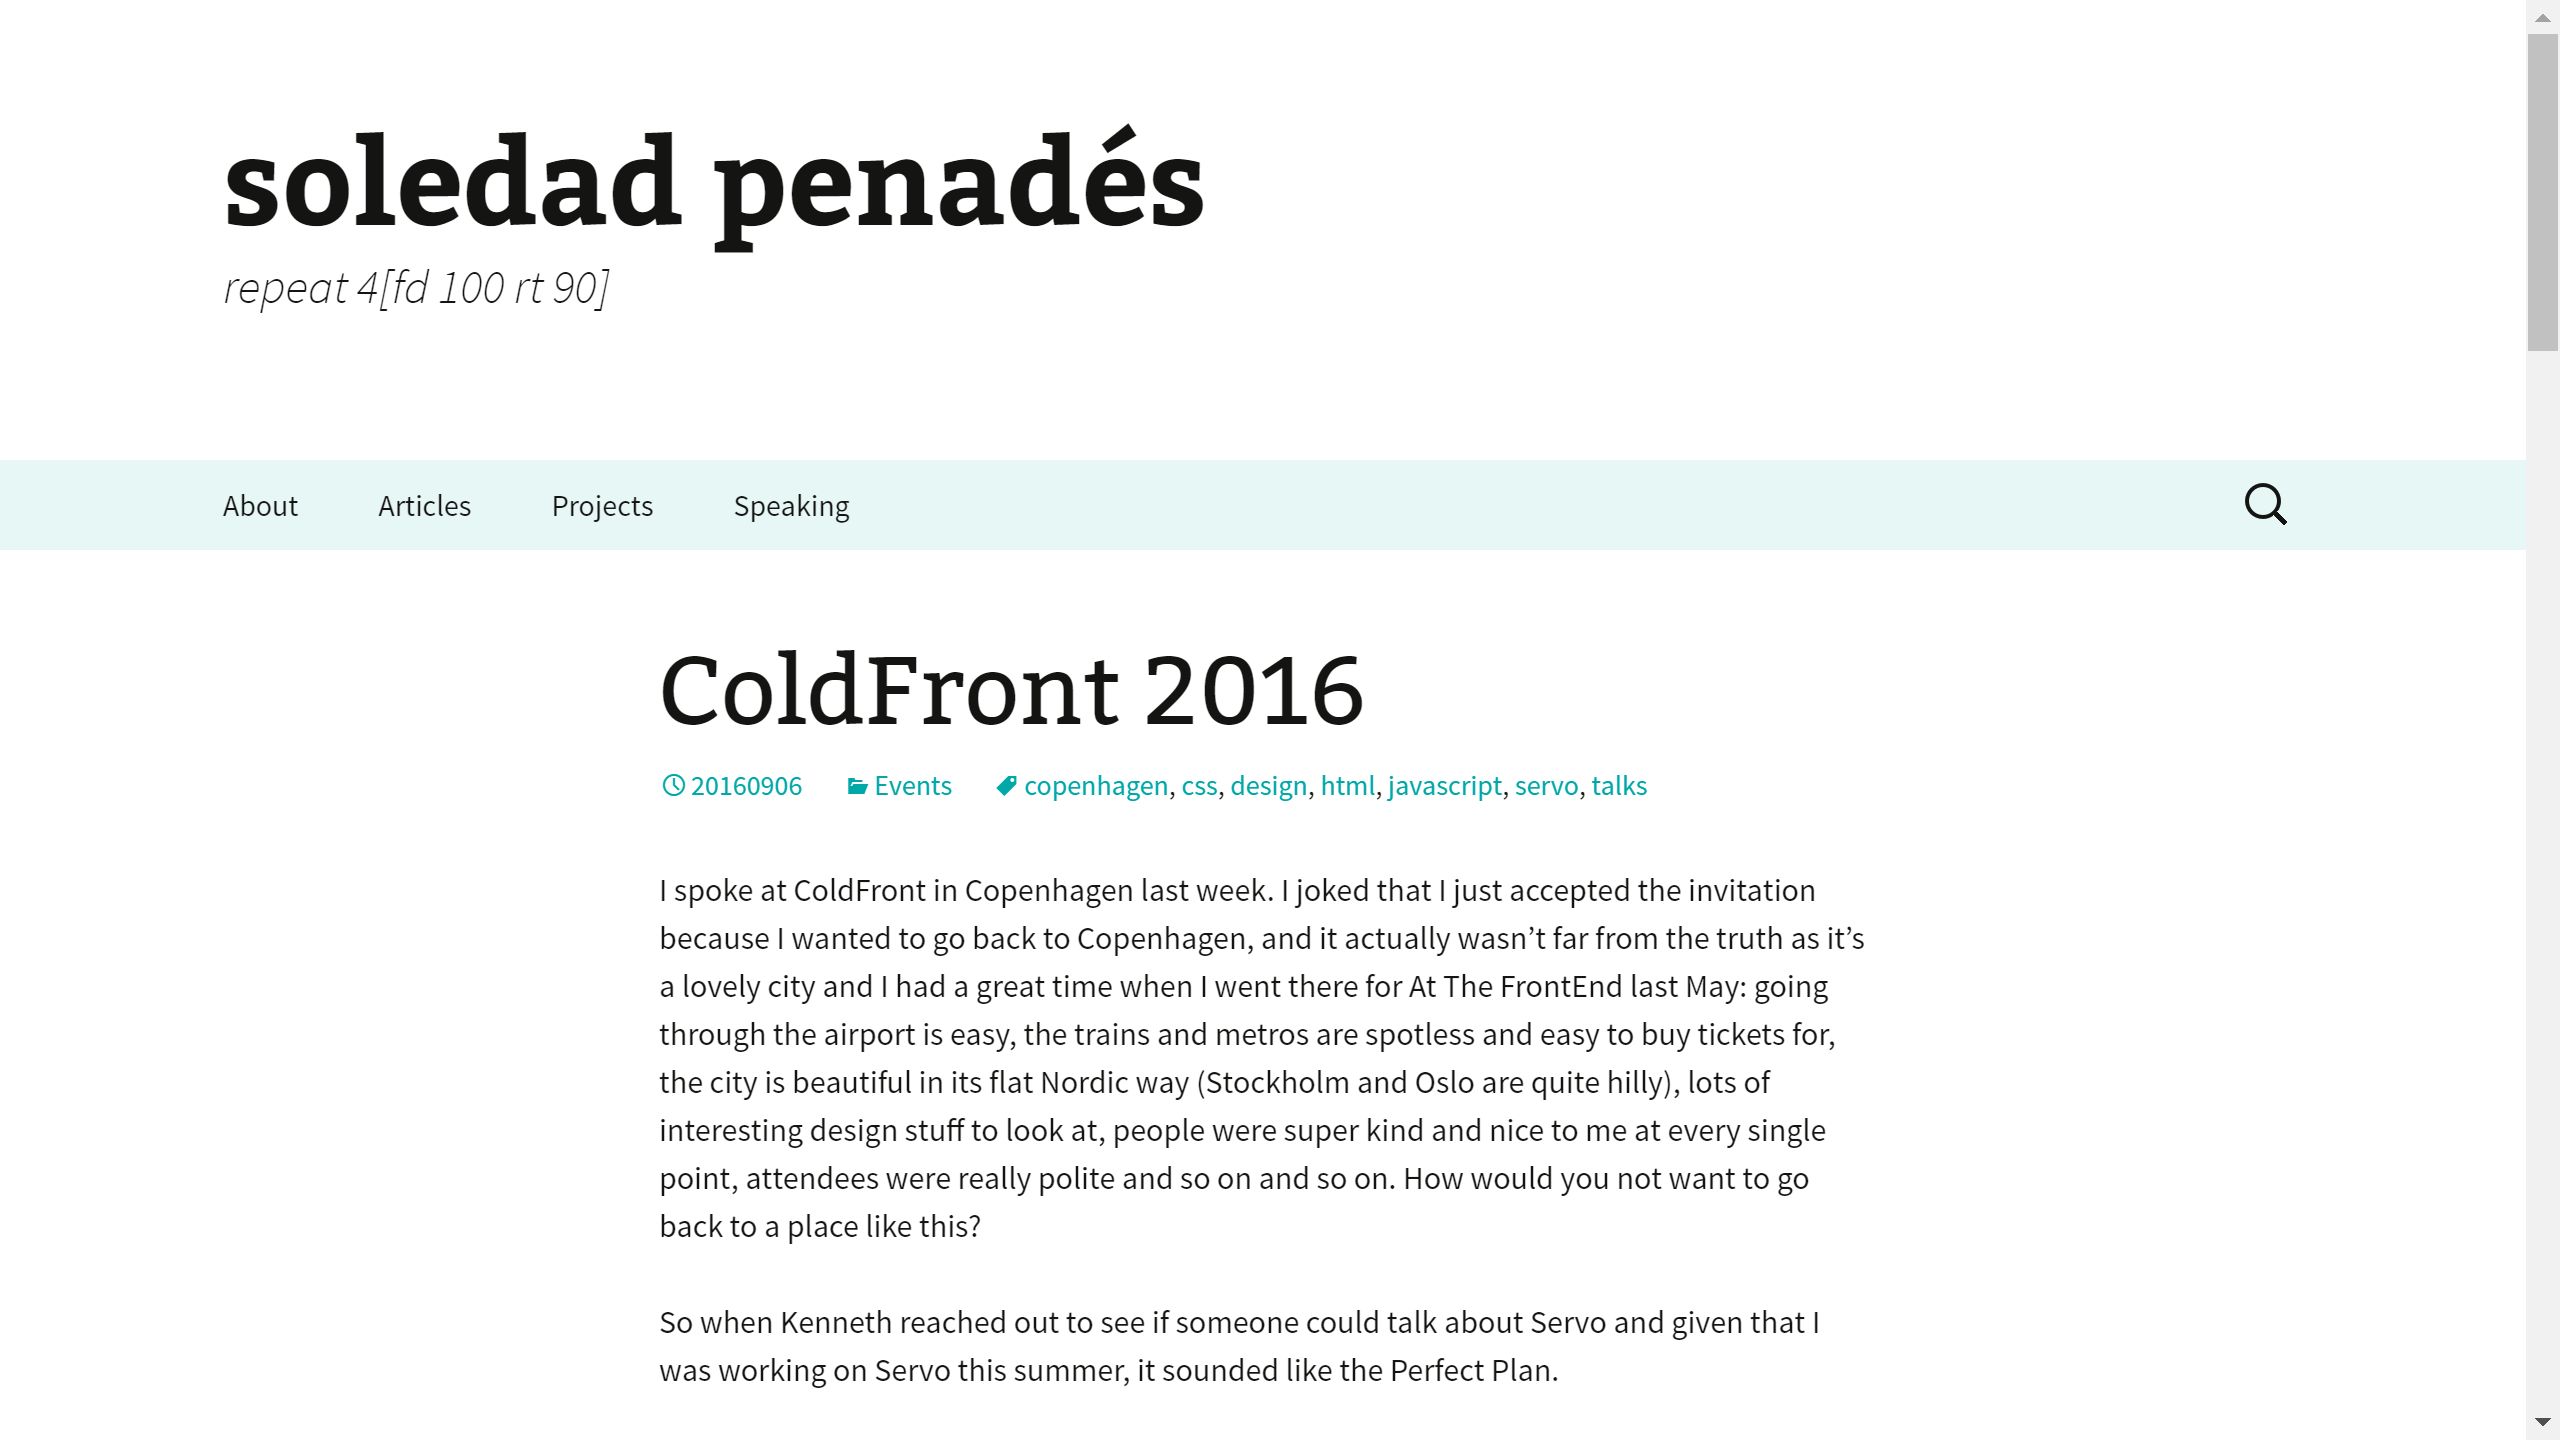 soledad penadés
repeat 4[fd 100 rt 90]
About Articles Projects Speaking
ColdFront 2016
20160906 Events copenhagen, css, design, html, javascript, servo, talks
I spoke at ColdFront in Copenhagen last week. I joked that I just accepted the invitation
because I wanted to go back to Copenhagen, and it actually wasn’t far from the truth as it’s
a lovely city and I had a great time when I went there for At The FrontEnd last May: going
through the airport is easy, the trains and metros are spotless and easy to buy tickets for,
the city is beautiful in its flat Nordic way (Stockholm and Oslo are quite hilly), lots of
interesting design stuff to look at, people were super kind and nice to me at every single
point, attendees were really polite and so on and so on. How would you not want to go
back to a place like this?
So when Kenneth reached out to see if someone could talk about Servo and given that I
was working on Servo this summer, it sounded like the Perfect Plan.